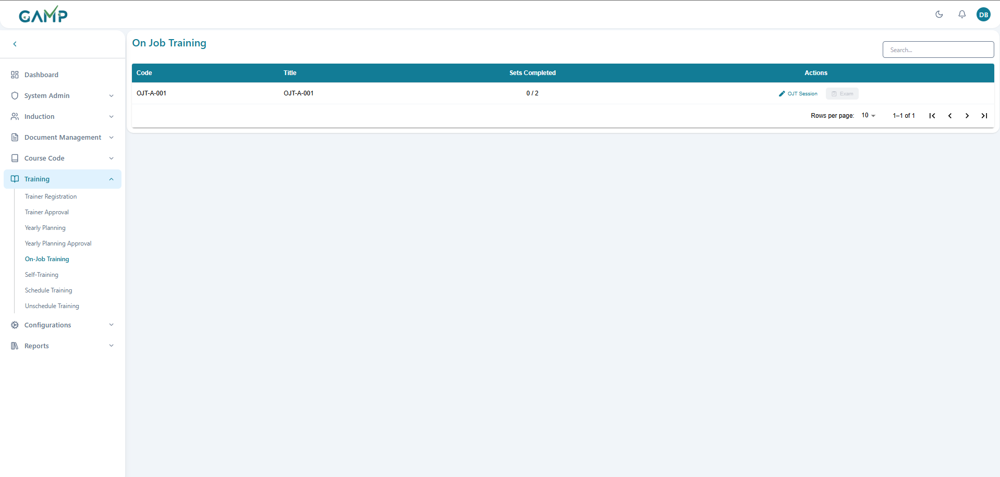 GAMP
DB
On Job Training
Search...
Code Title Sets Completed Actions
OJT-A-001 OJT-A-001 0 / 2 OJT Session Exam
Rows per page: 10 1–1 of 1
Dashboard
System Admin
Induction
Document Management
Course Code
Training
Trainer Registration
Trainer Approval
Yearly Planning
Yearly Planning Approval
On-Job Training
Self-Training
Schedule Training
Unschedule Training
Configurations
Reports